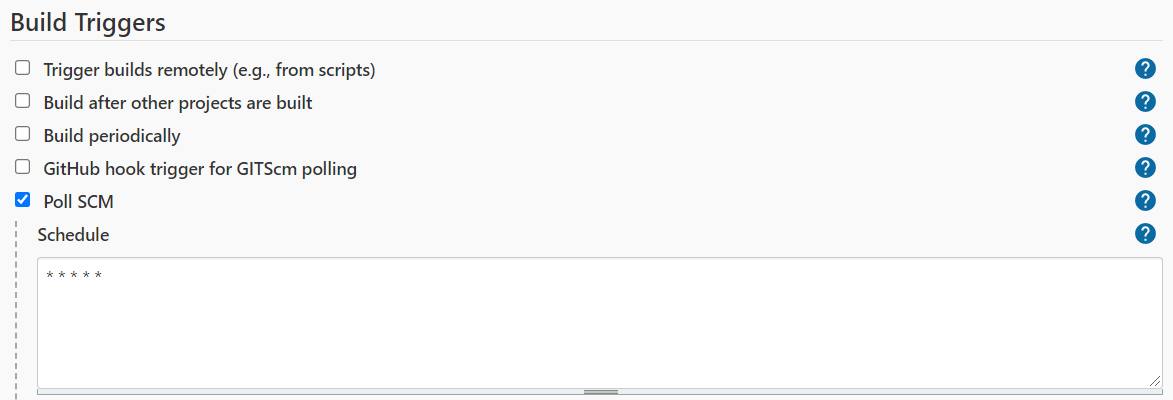 Build Triggers
Trigger builds remotely (e.g., from scripts)
?
Build after other projects are built
?
Build periodically
?
GitHub hook trigger for GITScm polling
?
Poll SCM
?
Schedule
?
* * * * *